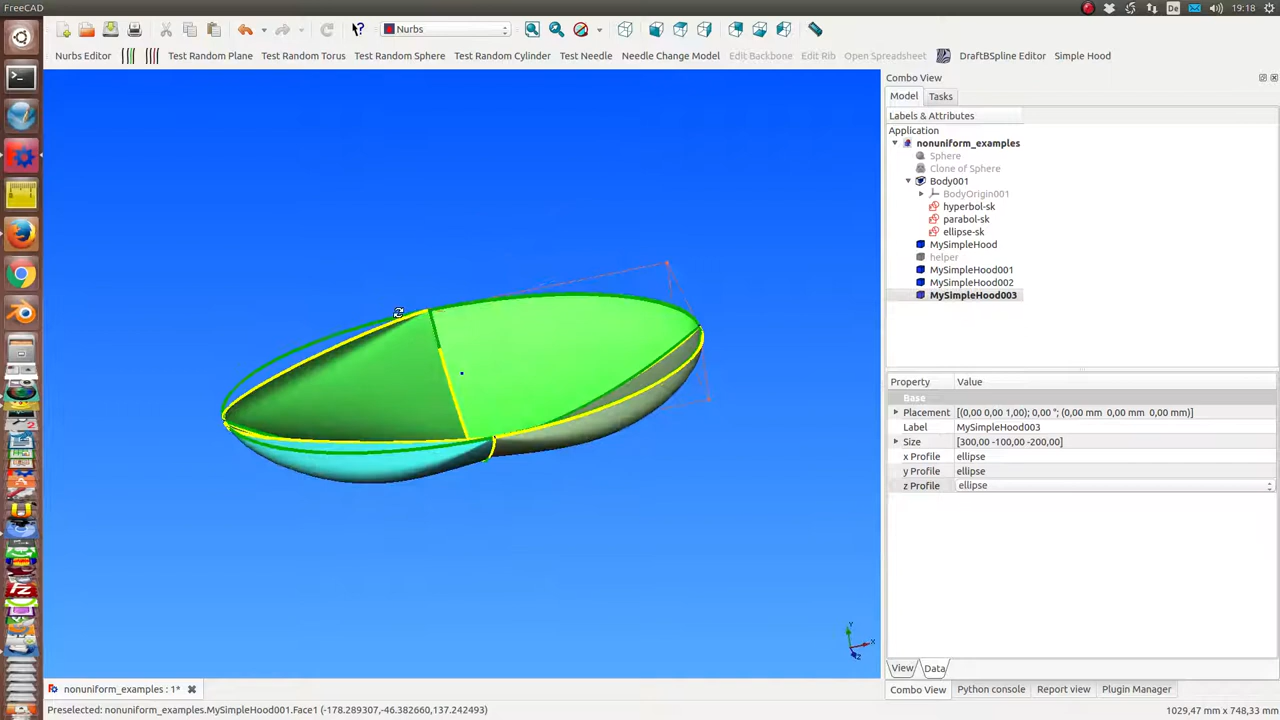 FreeCAD
De
19:18
Nurbs
Nurbs Editor
Test Random Plane
Test Random Torus
Test Random Sphere
Test Random Cylinder
Test Needle
Needle Change Model
Edit Backbone
Edit Rib
Open Spreadsheet
DraftBSpline Editor
Simple Hood
Combo View
Model
Tasks
Labels & Attributes
Application
nonuniform_examples
Sphere
Clone of Sphere
Body001
BodyOrigin001
hyperbol-sk
parabol-sk
ellipse-sk
MySimpleHood
helper
MySimpleHood001
MySimpleHood002
MySimpleHood003
Property Value
Base
Placement [(0,00 0,00 1,00); 0,00 °; (0,00 mm 0,00 mm 0,00 mm)]
Label MySimpleHood003
Size [300,00 -100,00 -200,00]
x Profile ellipse
y Profile ellipse
z Profile ellipse
Y
X
Z
View
Data
nonuniform_examples : 1*
Combo View
Python console
Report view
Plugin Manager
Preselected: nonuniform_examples.MySimpleHood001.Face1 (-178.289307,-46.382660,137.242493)
1029,47 mm x 748,33 mm